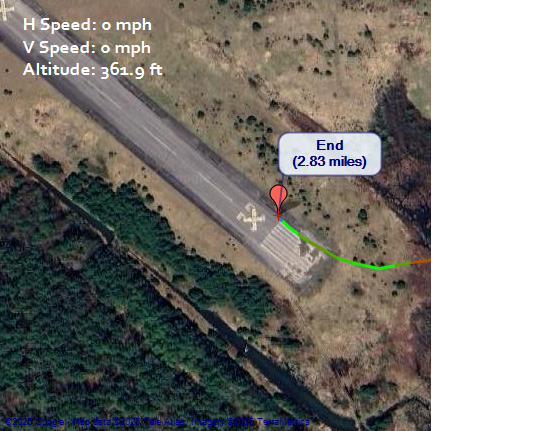 H Speed: 0 mph
V Speed: 0 mph
Altitude: 361.9 ft
End
(2.83 miles)